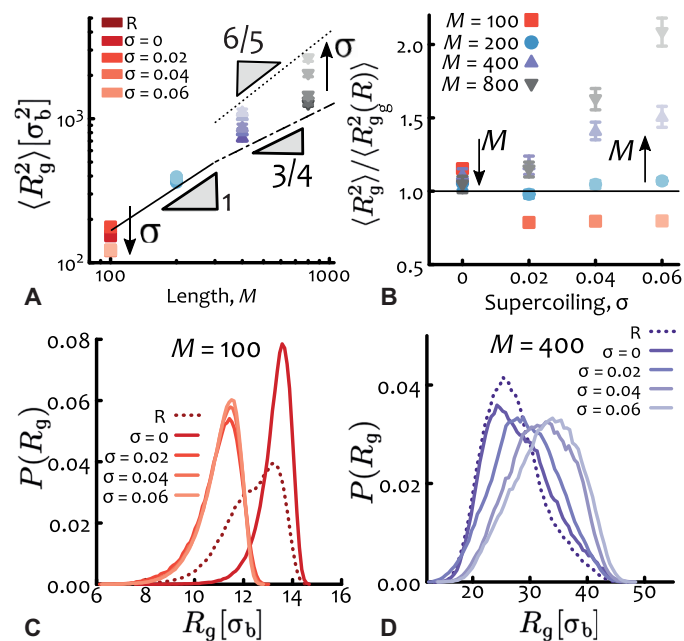 R
σ = 0
σ = 0.02
σ = 0.04
σ = 0.06
6/5
σ
1
3/4
σ
10³
10²
100
200
400
1000
⟨R²g⟩[σ²b]
Length, M
A
M = 100
M = 200
M = 400
M = 800
M
M
2.0
1.5
1.0
0.5
0
0.02
0.04
0.06
⟨R²g⟩/⟨R²g(R)⟩
Supercoiling, σ
B
M = 100
R
σ = 0
σ = 0.02
σ = 0.04
σ = 0.06
0.08
0.06
0.04
0.02
0.00
6
8
10
12
14
16
P(Rg)
Rg[σb]
C
M = 400
R
σ = 0
σ = 0.02
σ = 0.04
σ = 0.06
0.04
0.02
0.00
20
30
40
50
P(Rg)
Rg[σb]
D